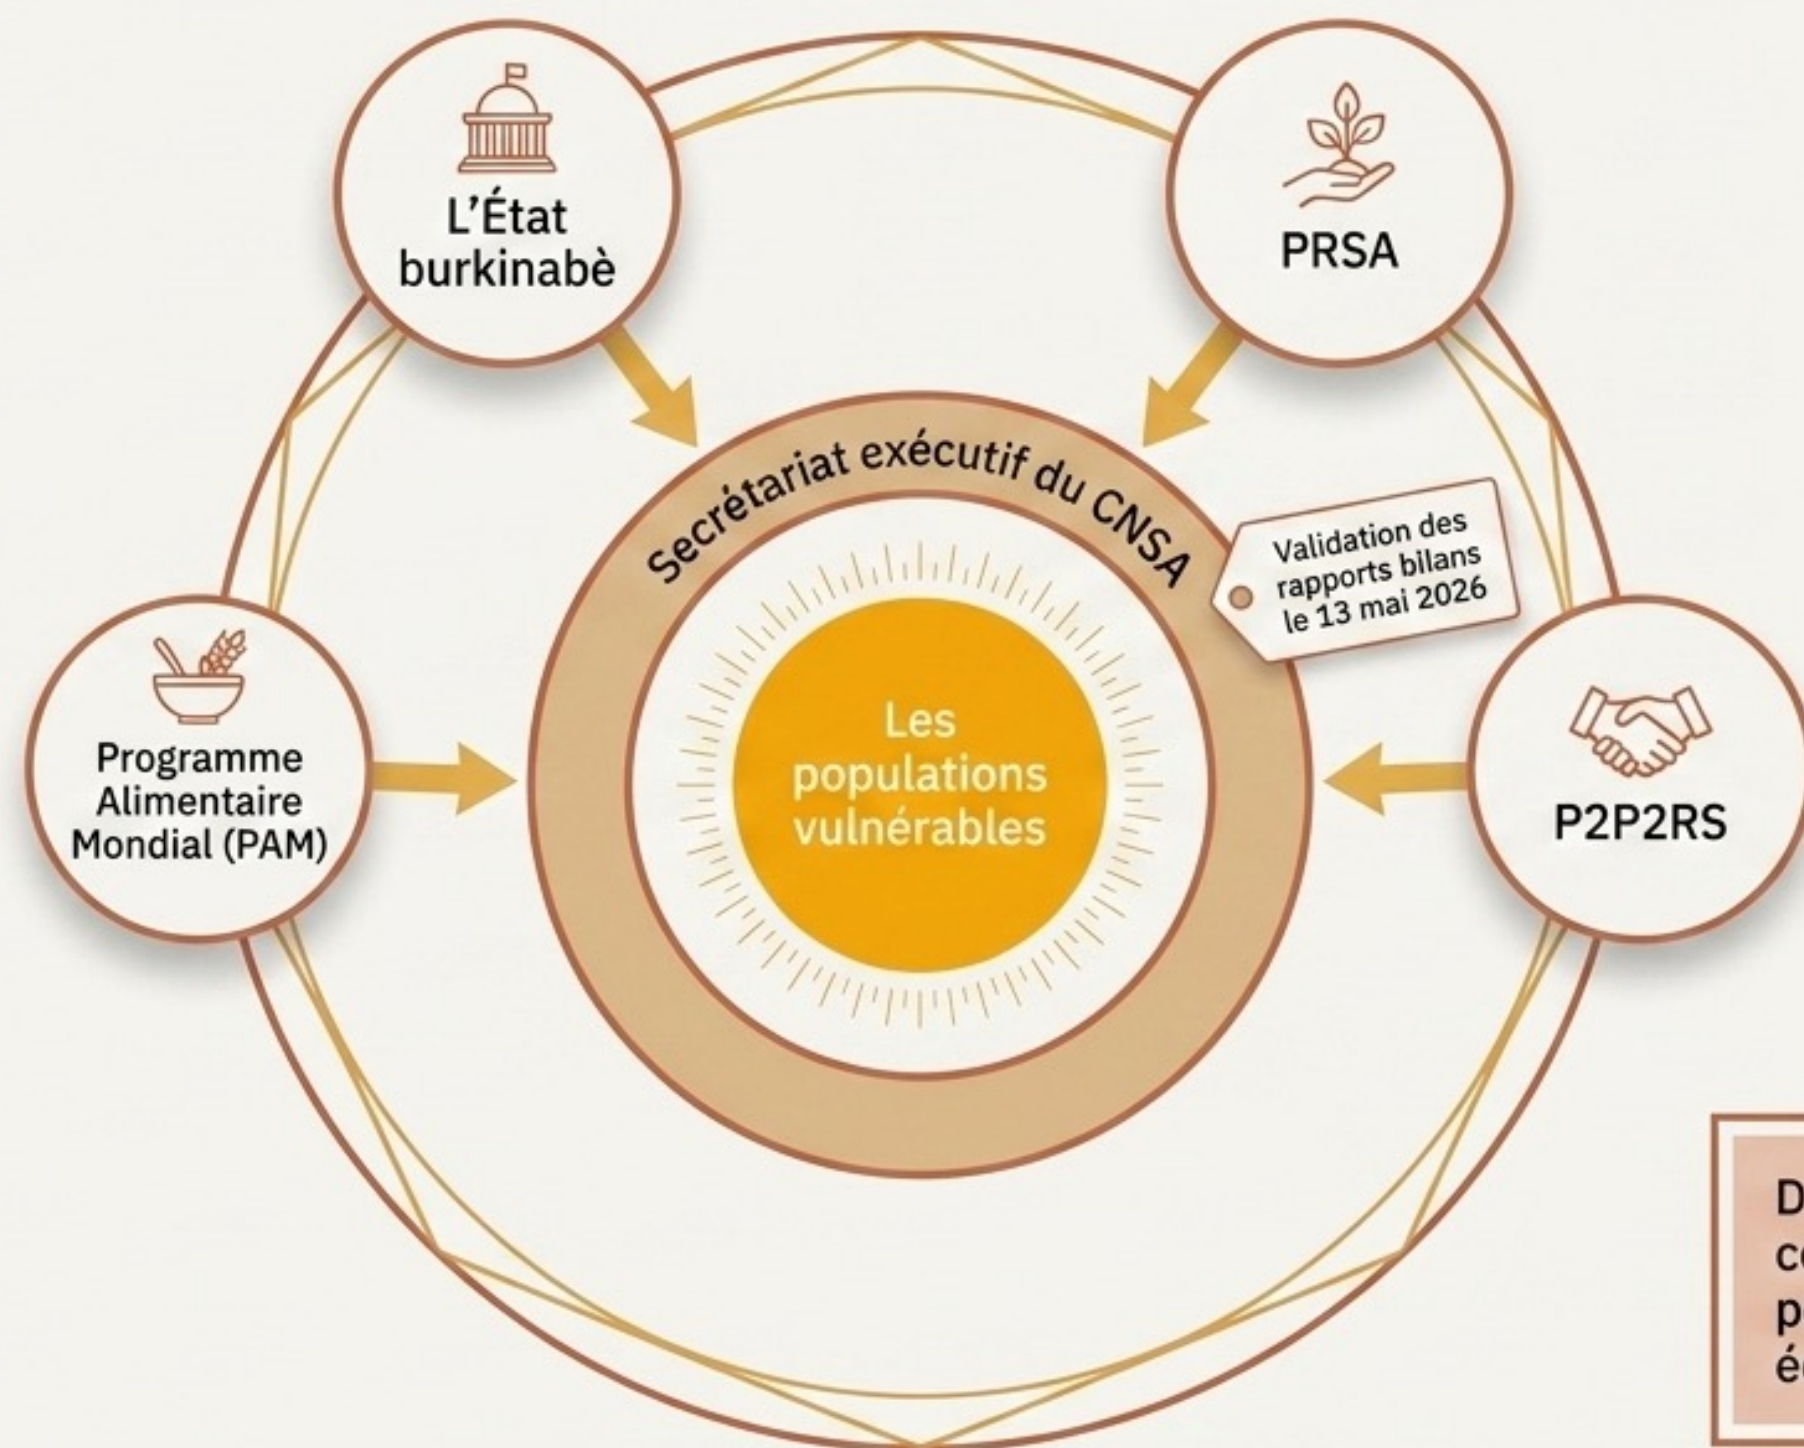 L’État
burkinabè
PRSA
Secrétariat exécutif du CNSA
Validation des
rapports bilans
le 13 mai 2026
Programme
Alimentaire
Mondial (PAM)
Les
populations
vulnérables
P2P2RS